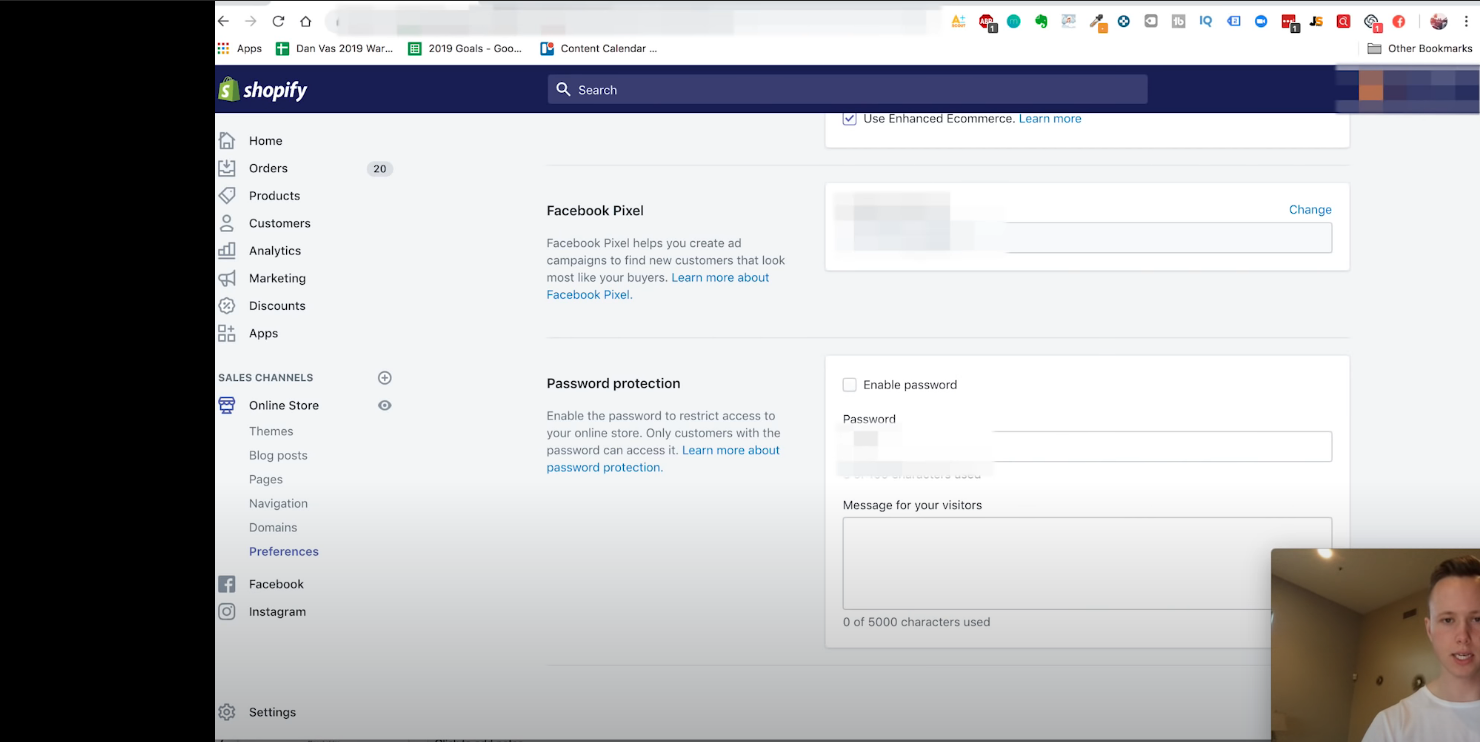 Apps
Dan Vas 2019 War...
2019 Goals - Goo...
Content Calendar ...
Other Bookmarks
shopify
Search
Home
Orders
20
Products
Customers
Analytics
Marketing
Discounts
Apps
SALES CHANNELS
Online Store
Themes
Blog posts
Pages
Navigation
Domains
Preferences
Facebook
Instagram
Settings
Use Enhanced Ecommerce. Learn more
Facebook Pixel
Facebook Pixel helps you create ad
campaigns to find new customers that look
most like your buyers. Learn more about
Facebook Pixel.
Change
Password protection
Enable the password to restrict access to
your online store. Only customers with the
password can access it. Learn more about
password protection.
Enable password
Password
characters used
Message for your visitors
0 of 5000 characters used